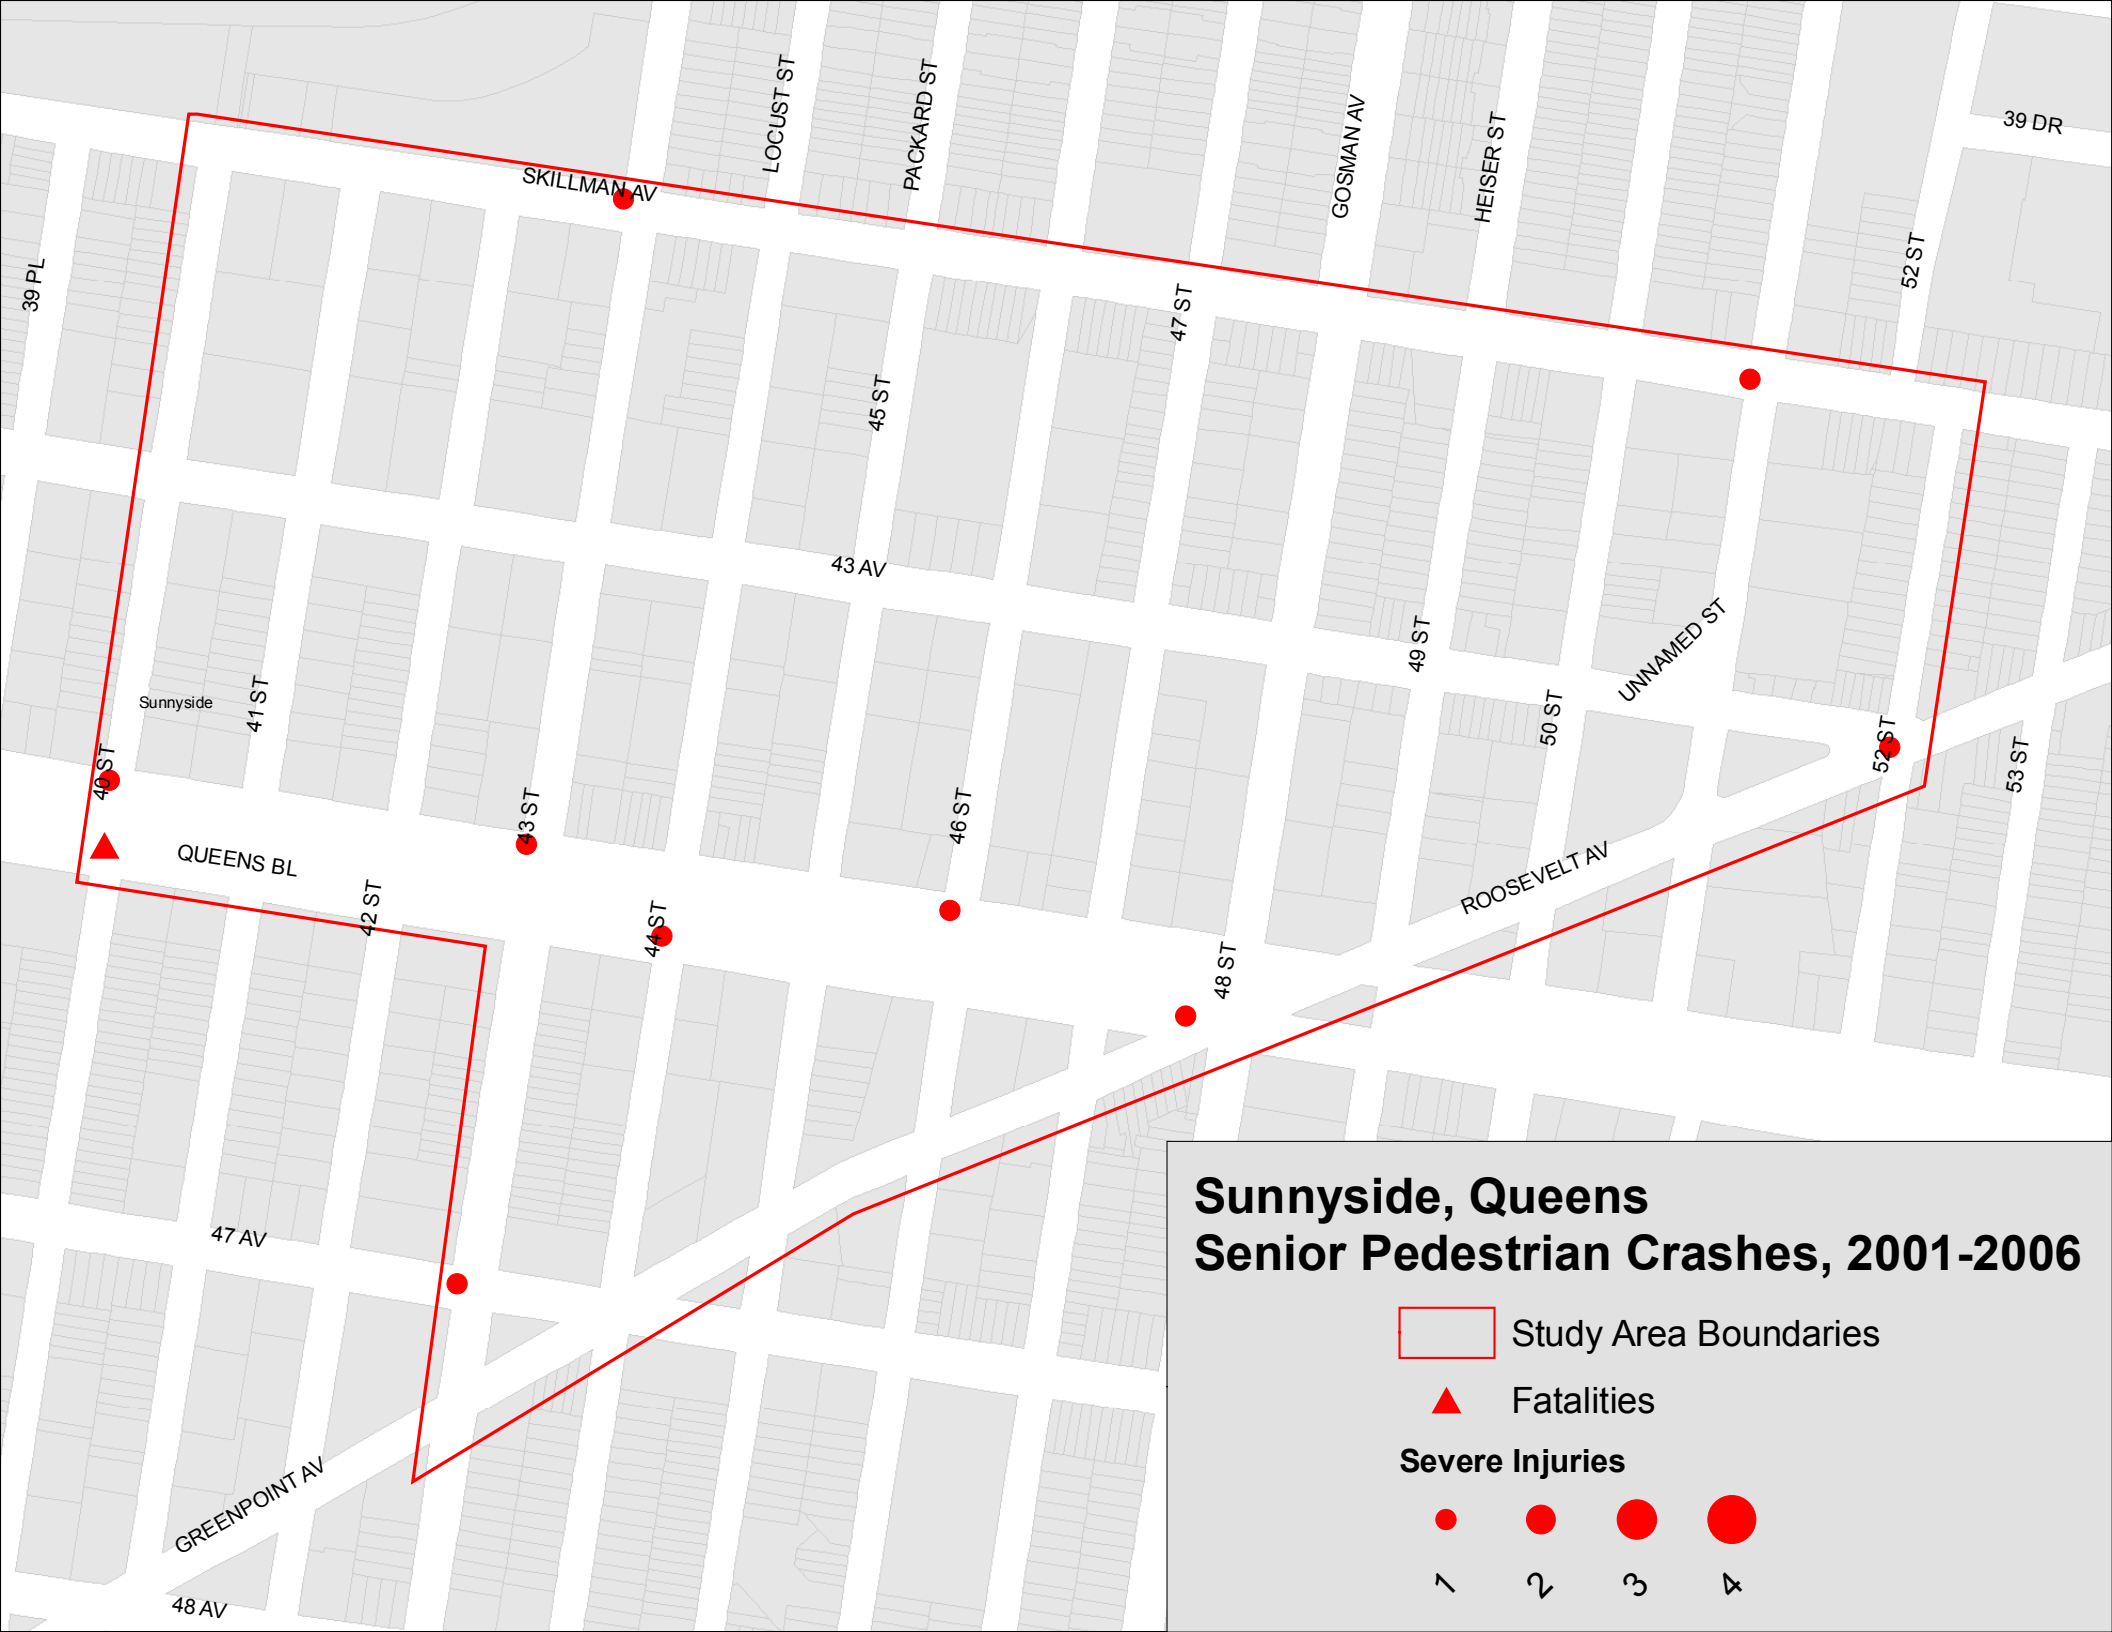 LOCUST ST
PACKARD ST
GOSMAN AV
HEISER ST
39 DR
SKILLMAN AV
39 PL
52 ST
47 ST
45 ST
43 AV
49 ST
UNNAMED ST
Sunnyside
41 ST
50 ST
40 ST
52 ST
53 ST
43 ST
46 ST
QUEENS BL
ROOSEVELT AV
42 ST
44 ST
48 ST
47 AV
GREENPOINT AV
48 AV
Sunnyside, Queens
Senior Pedestrian Crashes, 2001-2006
Study Area Boundaries
Fatalities
Severe Injuries
1 2 3 4